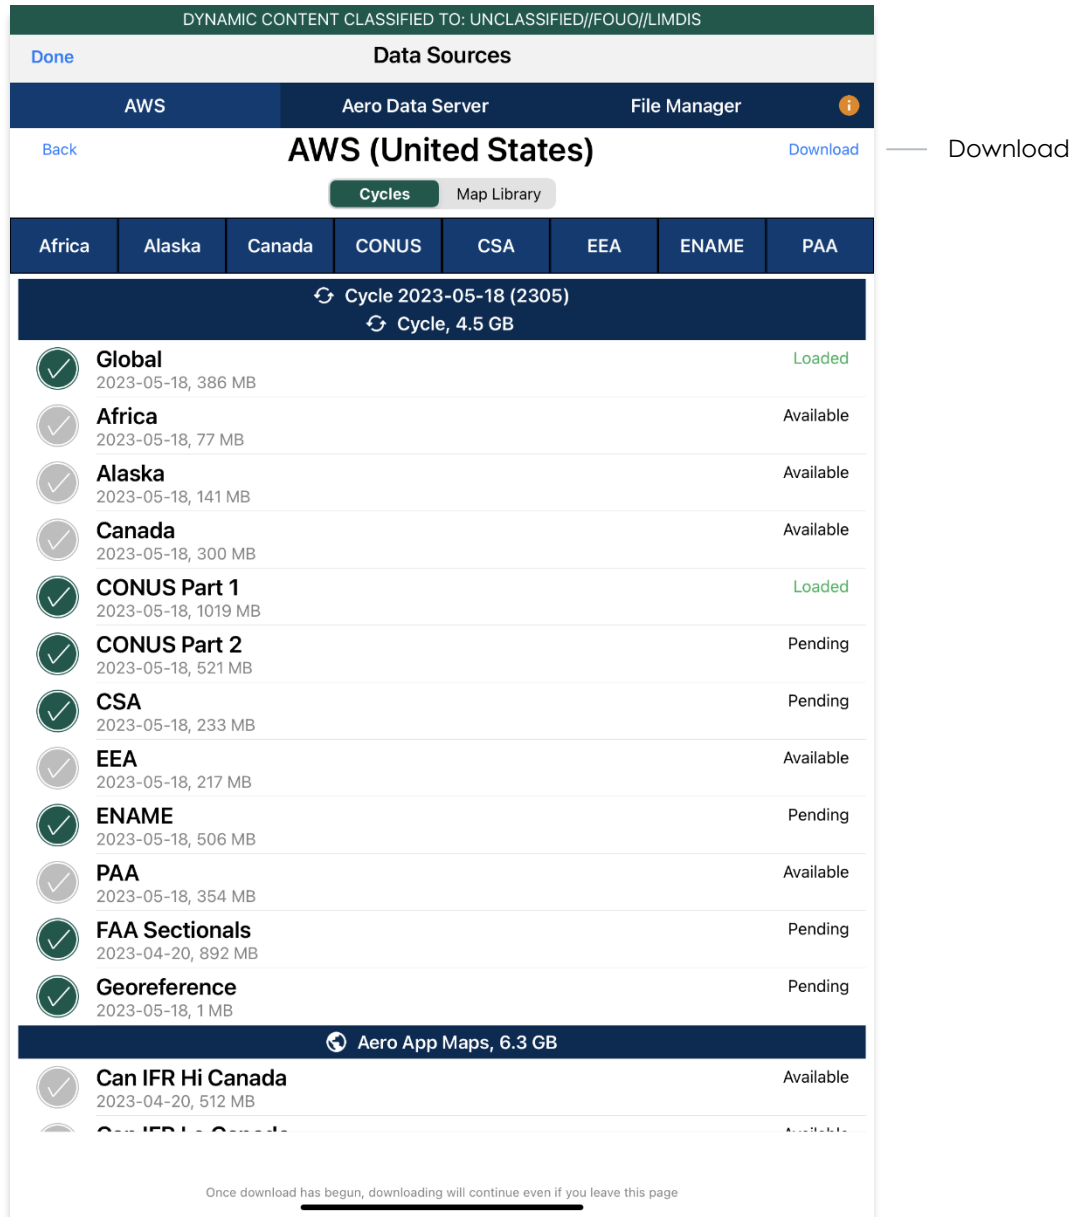 DYNAMIC CONTENT CLASSIFIED TO: UNCLASSIFIED//FOUO//LIMDIS
Done Data Sources
AWS Aero Data Server File Manager i
Back AWS (United States) Download Download
Cycles Map Library
Africa Alaska Canada CONUS CSA EEA ENAME PAA
Cycle 2023-05-18 (2305)
Cycle, 4.5 GB
Global Loaded
2023-05-18, 386 MB
Africa Available
2023-05-18, 77 MB
Alaska Available
2023-05-18, 141 MB
Canada Available
2023-05-18, 300 MB
CONUS Part 1 Loaded
2023-05-18, 1019 MB
CONUS Part 2 Pending
2023-05-18, 521 MB
CSA Pending
2023-05-18, 233 MB
EEA Available
2023-05-18, 217 MB
ENAME Pending
2023-05-18, 506 MB
PAA Available
2023-05-18, 354 MB
FAA Sectionals Pending
2023-04-20, 892 MB
Georeference Pending
2023-05-18, 1 MB
Aero App Maps, 6.3 GB
Can IFR Hi Canada Available
2023-04-20, 512 MB
Can IFR Lo Canada Available
Once download has begun, downloading will continue even if you leave this page